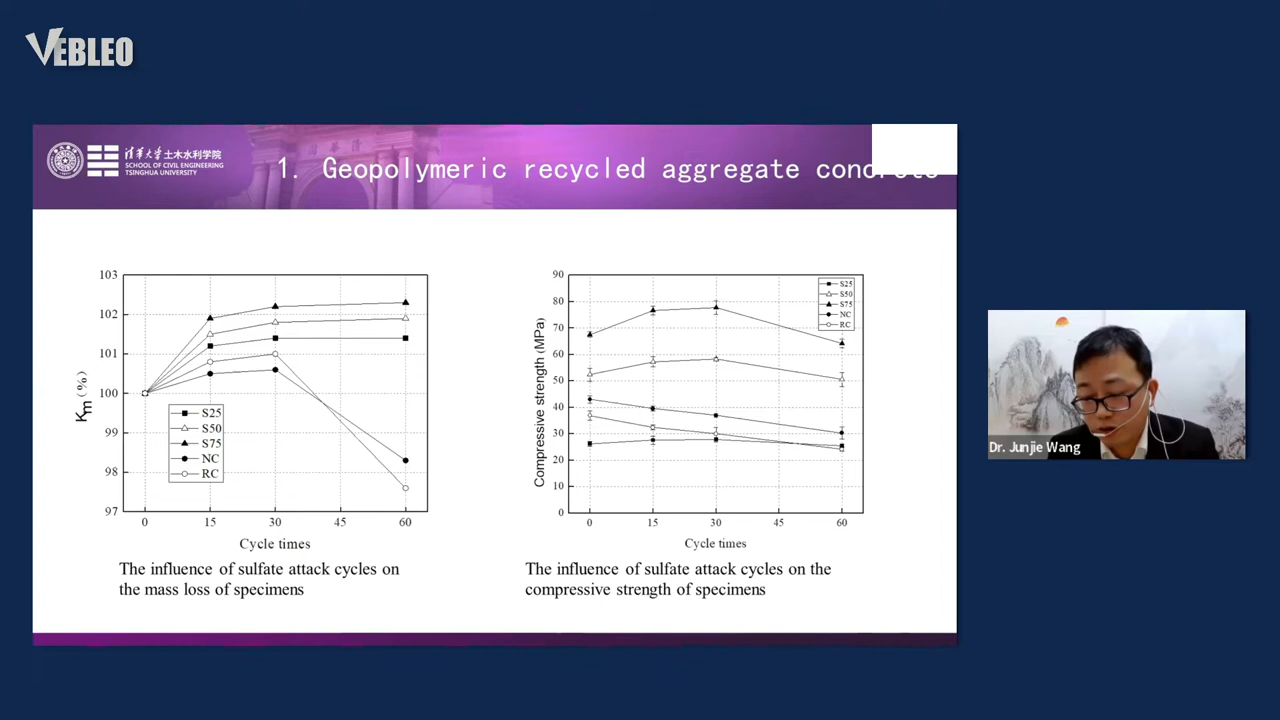 VEBLEO
清华大学土木水利学院
SCHOOL OF CIVIL ENGINEERING
TSINGHUA UNIVERSITY
1. Geopolymeric recycled aggregate concrete
103
102
101
100
99
98
97
Km (%)
S25
S50
S75
NC
RC
0 15 30 45 60
Cycle times
The influence of sulfate attack cycles on
the mass loss of specimens
90
80
70
60
50
40
30
20
10
0
Compressive strength (MPa)
S25
S50
S75
NC
RC
0 15 30 45 60
Cycle times
The influence of sulfate attack cycles on the
compressive strength of specimens
Dr. Junjie Wang